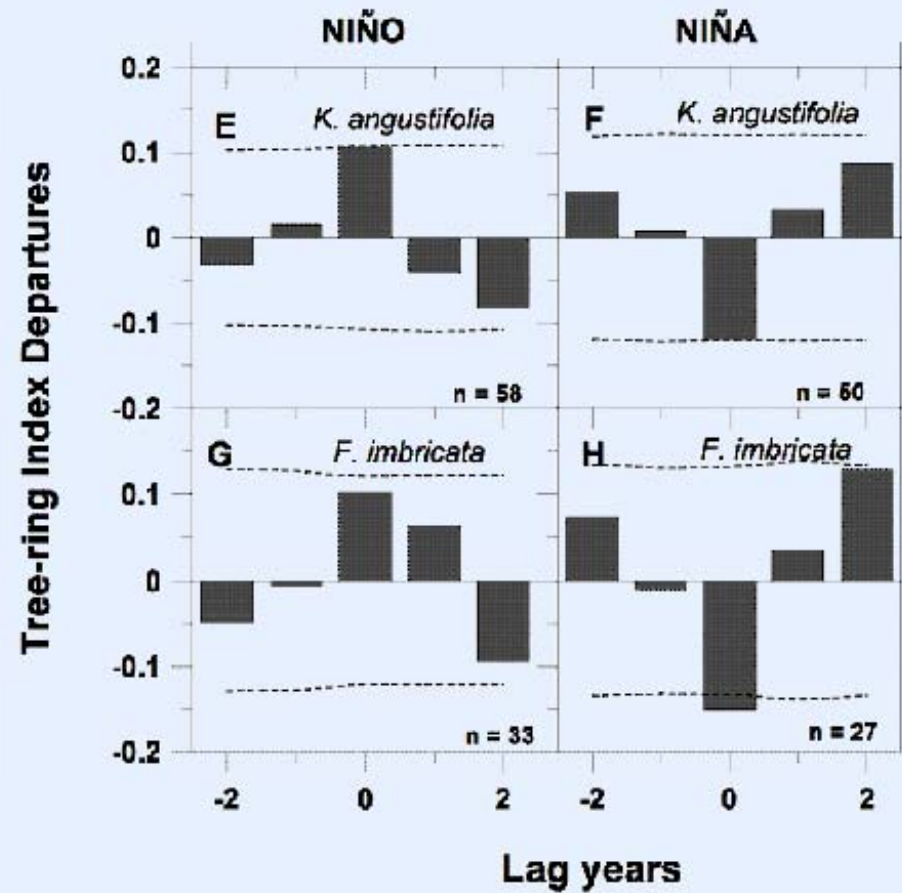 NIÑO NIÑA
0.2
E K. angustifolia F K. angustifolia
0.1
0
-0.1
n = 58 n = 50
-0.2
G F. imbricata H F. imbricata
0.1
0
-0.1
n = 33 n = 27
-0.2
-2 0 2 -2 0 2
Lag years
Tree-ring Index Departures